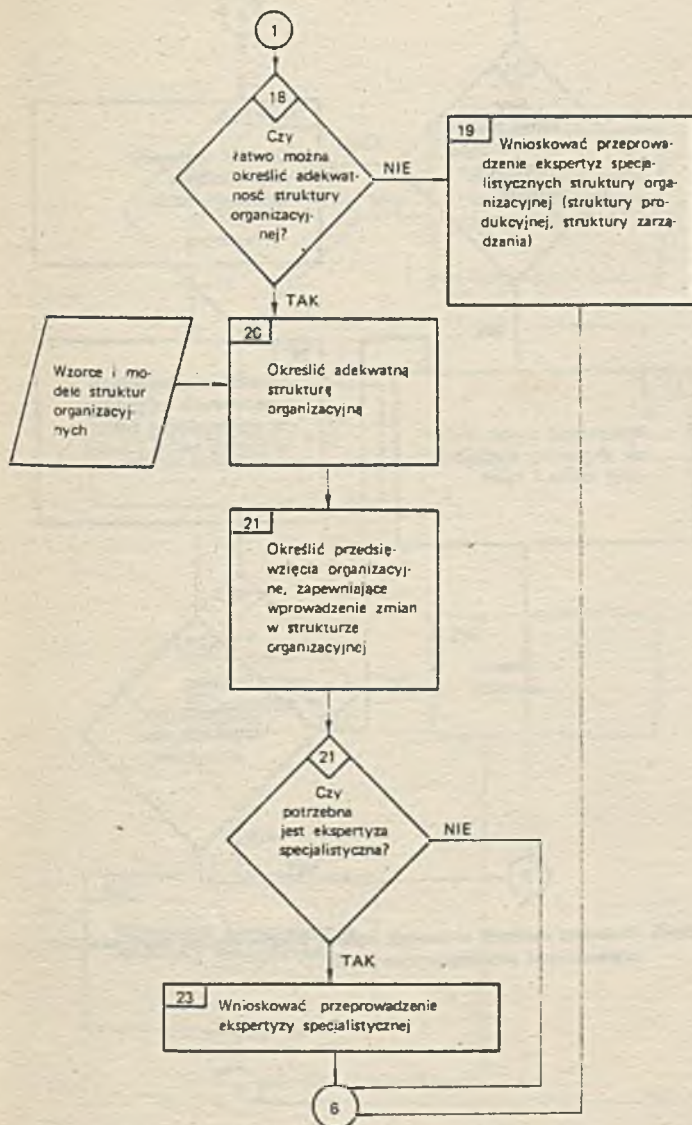 1
18
Czy
łatwo można
określić adekwat-
ność struktury
organizacyj-
nej?
NIE
19
Wnioskować przeprowa-
dzenie ekspertyz specja-
listycznych struktury orga-
nizacyjnej (struktury pro-
dukcyjnej, struktury zarzą-
dzania)
TAK
Wzorce i mo-
dele struktur
organizacyj-
nych
20
Określić adekwatną
strukturę
organizacyjną
21
Określić przedsię-
wzięcia organizacyj-
ne, zapewniające
wprowadzenie zmian
w strukturze
organizacyjnej
21
Czy
potrzebna
jest ekspertyza
specjalistyczna?
NIE
TAK
23
Wnioskować przeprowadzenie
ekspertyzy specjalistycznej
6